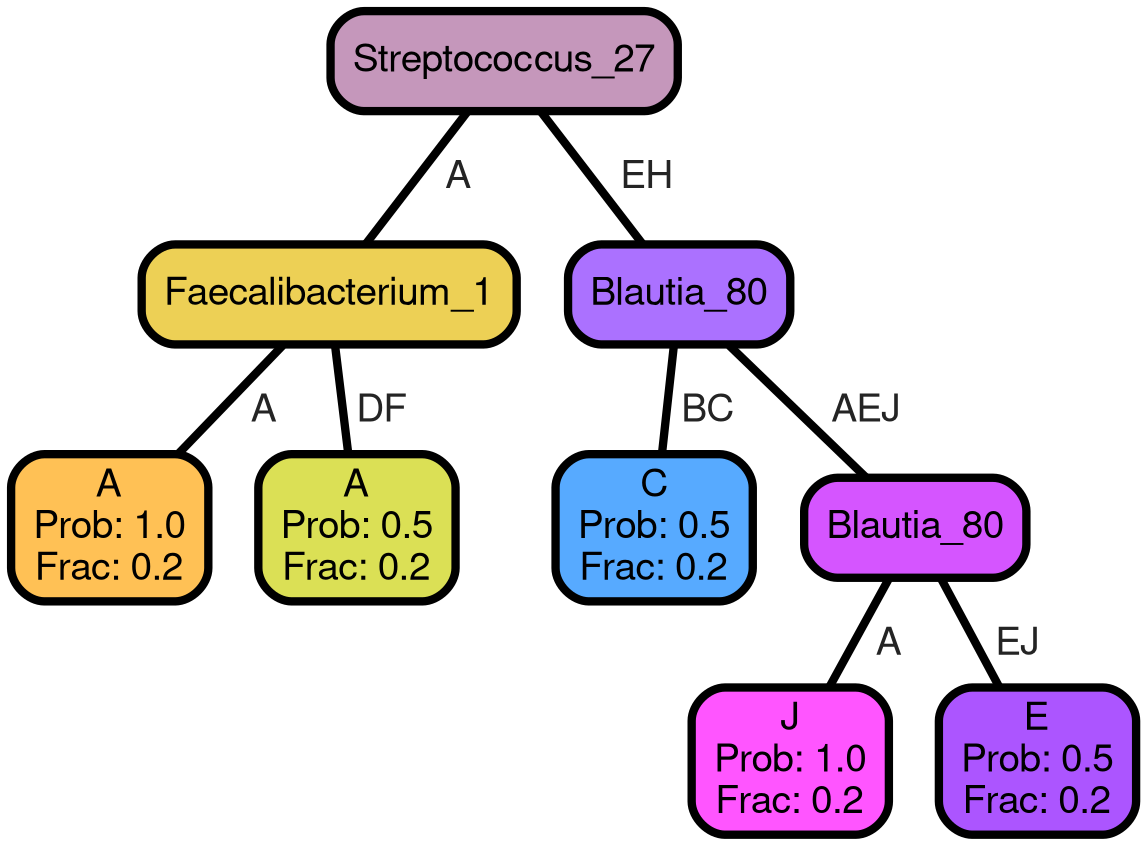 Streptococcus_27
A
EH
Faecalibacterium_1
Blautia_80
A
DF
BC
AEJ
A
Prob: 1.0
Frac: 0.2
A
Prob: 0.5
Frac: 0.2
C
Prob: 0.5
Frac: 0.2
Blautia_80
A
EJ
J
Prob: 1.0
Frac: 0.2
E
Prob: 0.5
Frac: 0.2